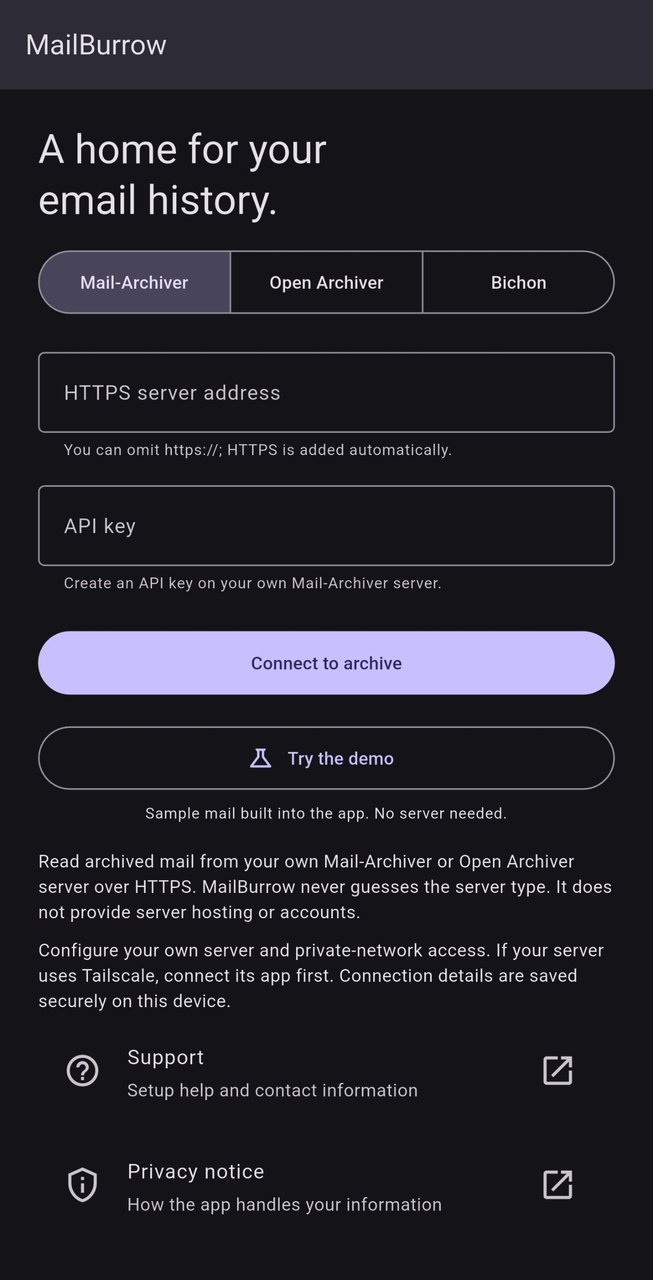 MailBurrow
A home for your
email history.
Mail-Archiver
Open Archiver
Bichon
HTTPS server address
You can omit https://; HTTPS is added automatically.
API key
Create an API key on your own Mail-Archiver server.
Connect to archive
Try the demo
Sample mail built into the app. No server needed.
Read archived mail from your own Mail-Archiver or Open Archiver
server over HTTPS. MailBurrow never guesses the server type. It does
not provide server hosting or accounts.
Configure your own server and private-network access. If your server
uses Tailscale, connect its app first. Connection details are saved
securely on this device.
Support
Setup help and contact information
Privacy notice
How the app handles your information